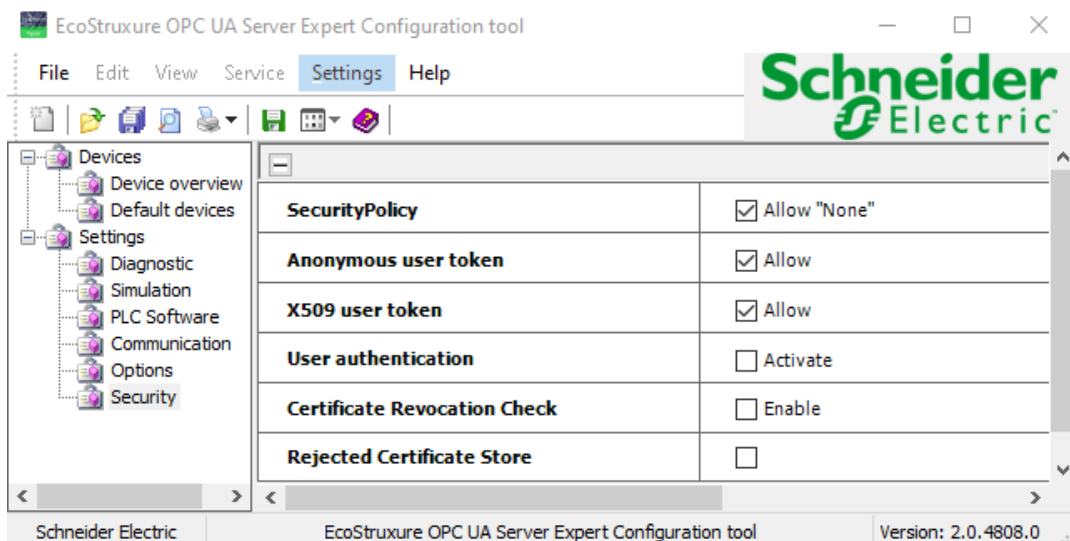 EcoStruxure OPC UA Server Expert Configuration tool
File Edit View Service Settings Help
Schneider
Electric
Devices
Device overview
Default devices
Settings
Diagnostic
Simulation
PLC Software
Communication
Options
Security
SecurityPolicy Allow "None"
Anonymous user token Allow
X509 user token Allow
User authentication Activate
Certificate Revocation Check Enable
Rejected Certificate Store
Schneider Electric EcoStruxure OPC UA Server Expert Configuration tool Version: 2.0.4808.0